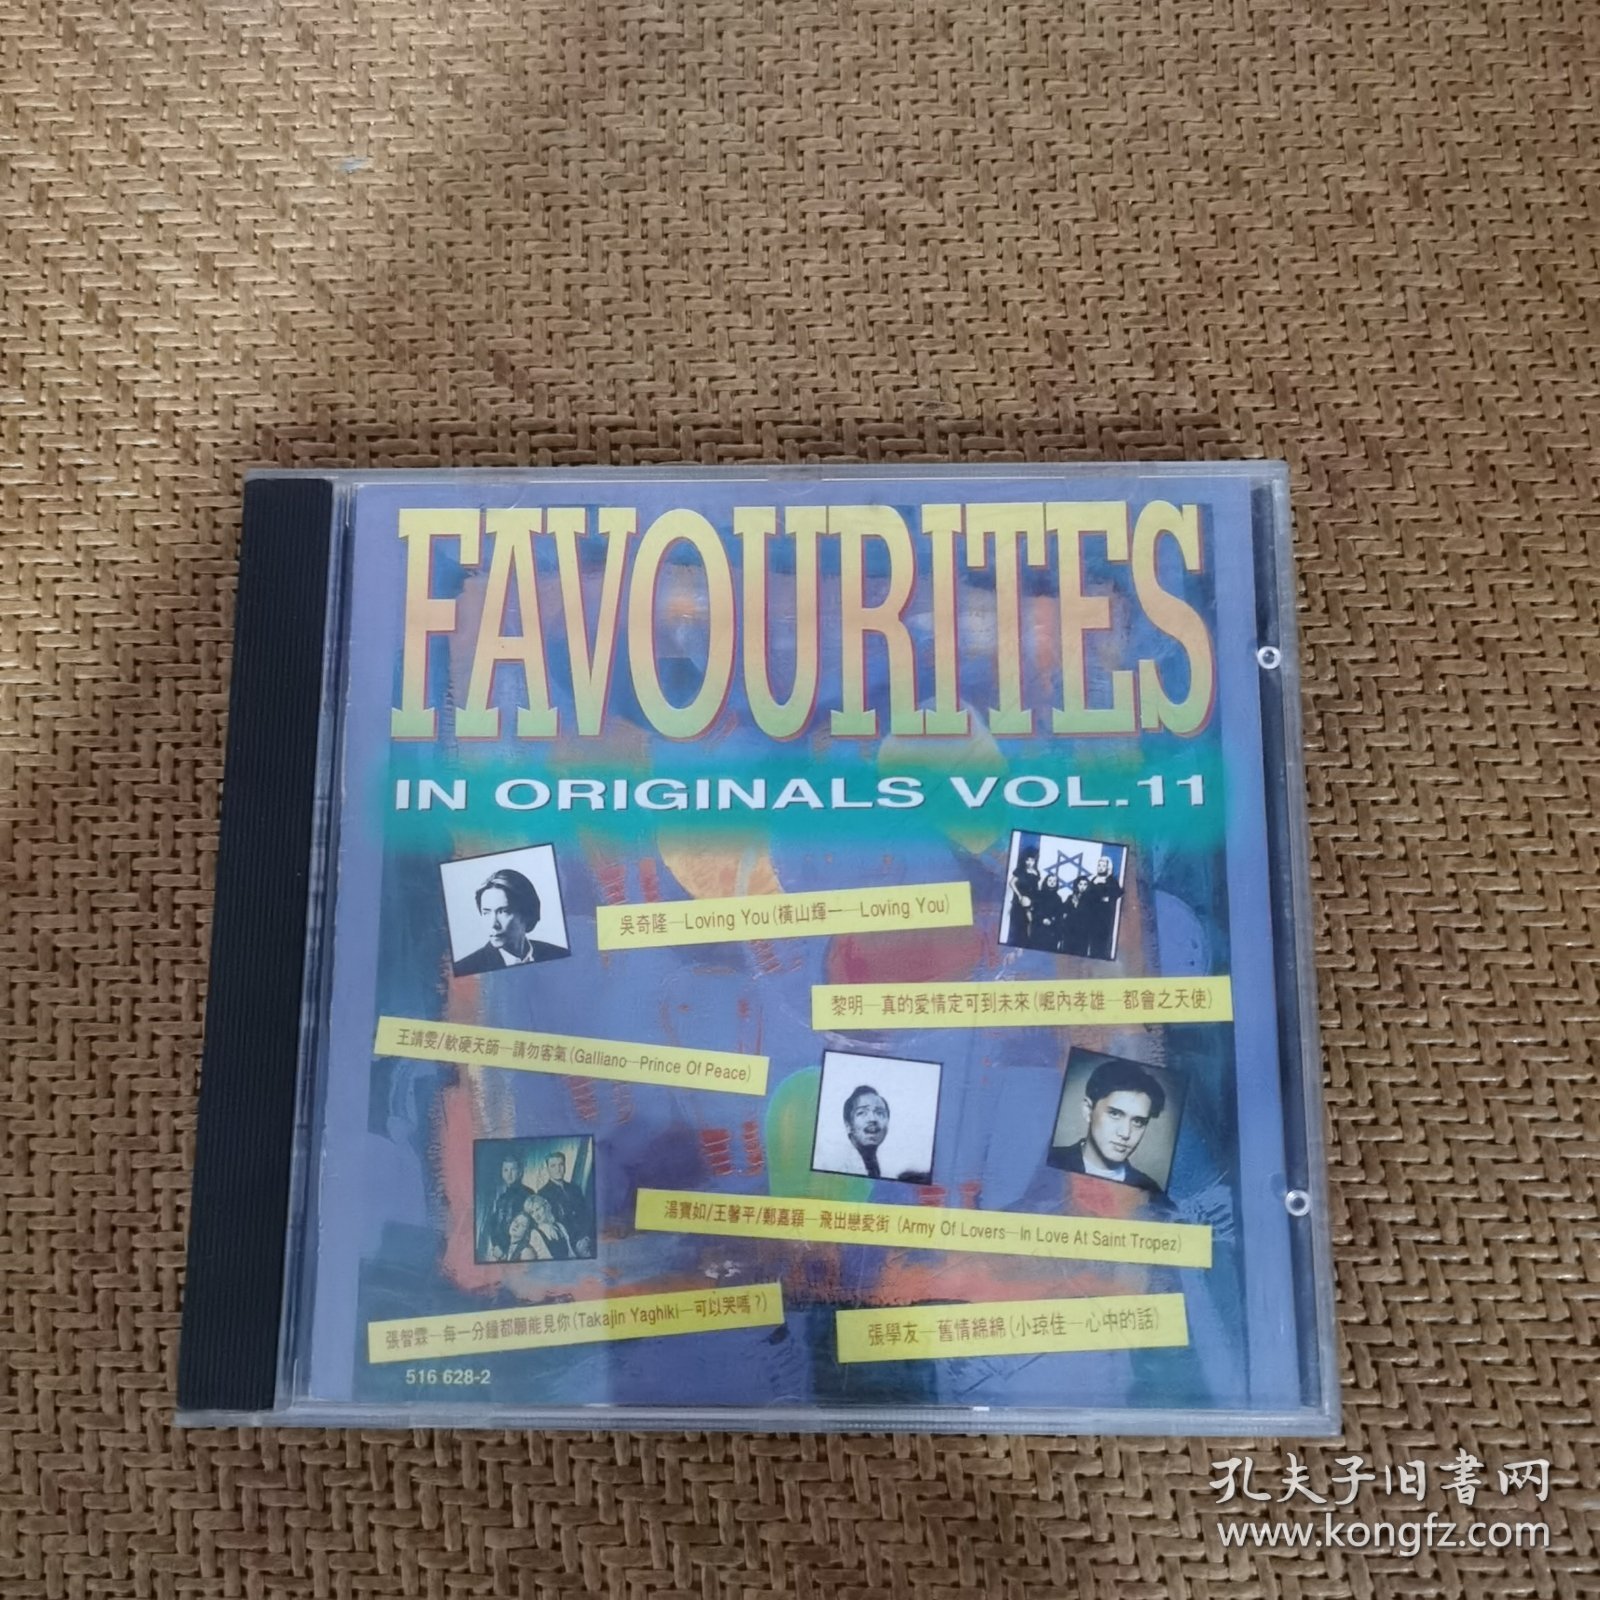 FAVOURITES
IN ORIGINALS VOL.11
吳奇隆—Loving You(橫山輝一—Loving You)
黎明—真的愛情定可到未來(堀內孝雄—都會之天使)
王靖雯/軟硬天師—請勿客氣(Galliano—Prince Of Peace)
湯寶如/王馨平/鄭嘉穎—飛出戀愛街 (Army Of Lovers—In Love At Saint Tropez)
張智霖—每一分鐘都願能見你(Takajin Yaghiki—可以哭嗎?)
張學友—舊情綿綿(小琼佳—心中的話)
516 628-2
孔夫子旧書网
www.kongfz.com